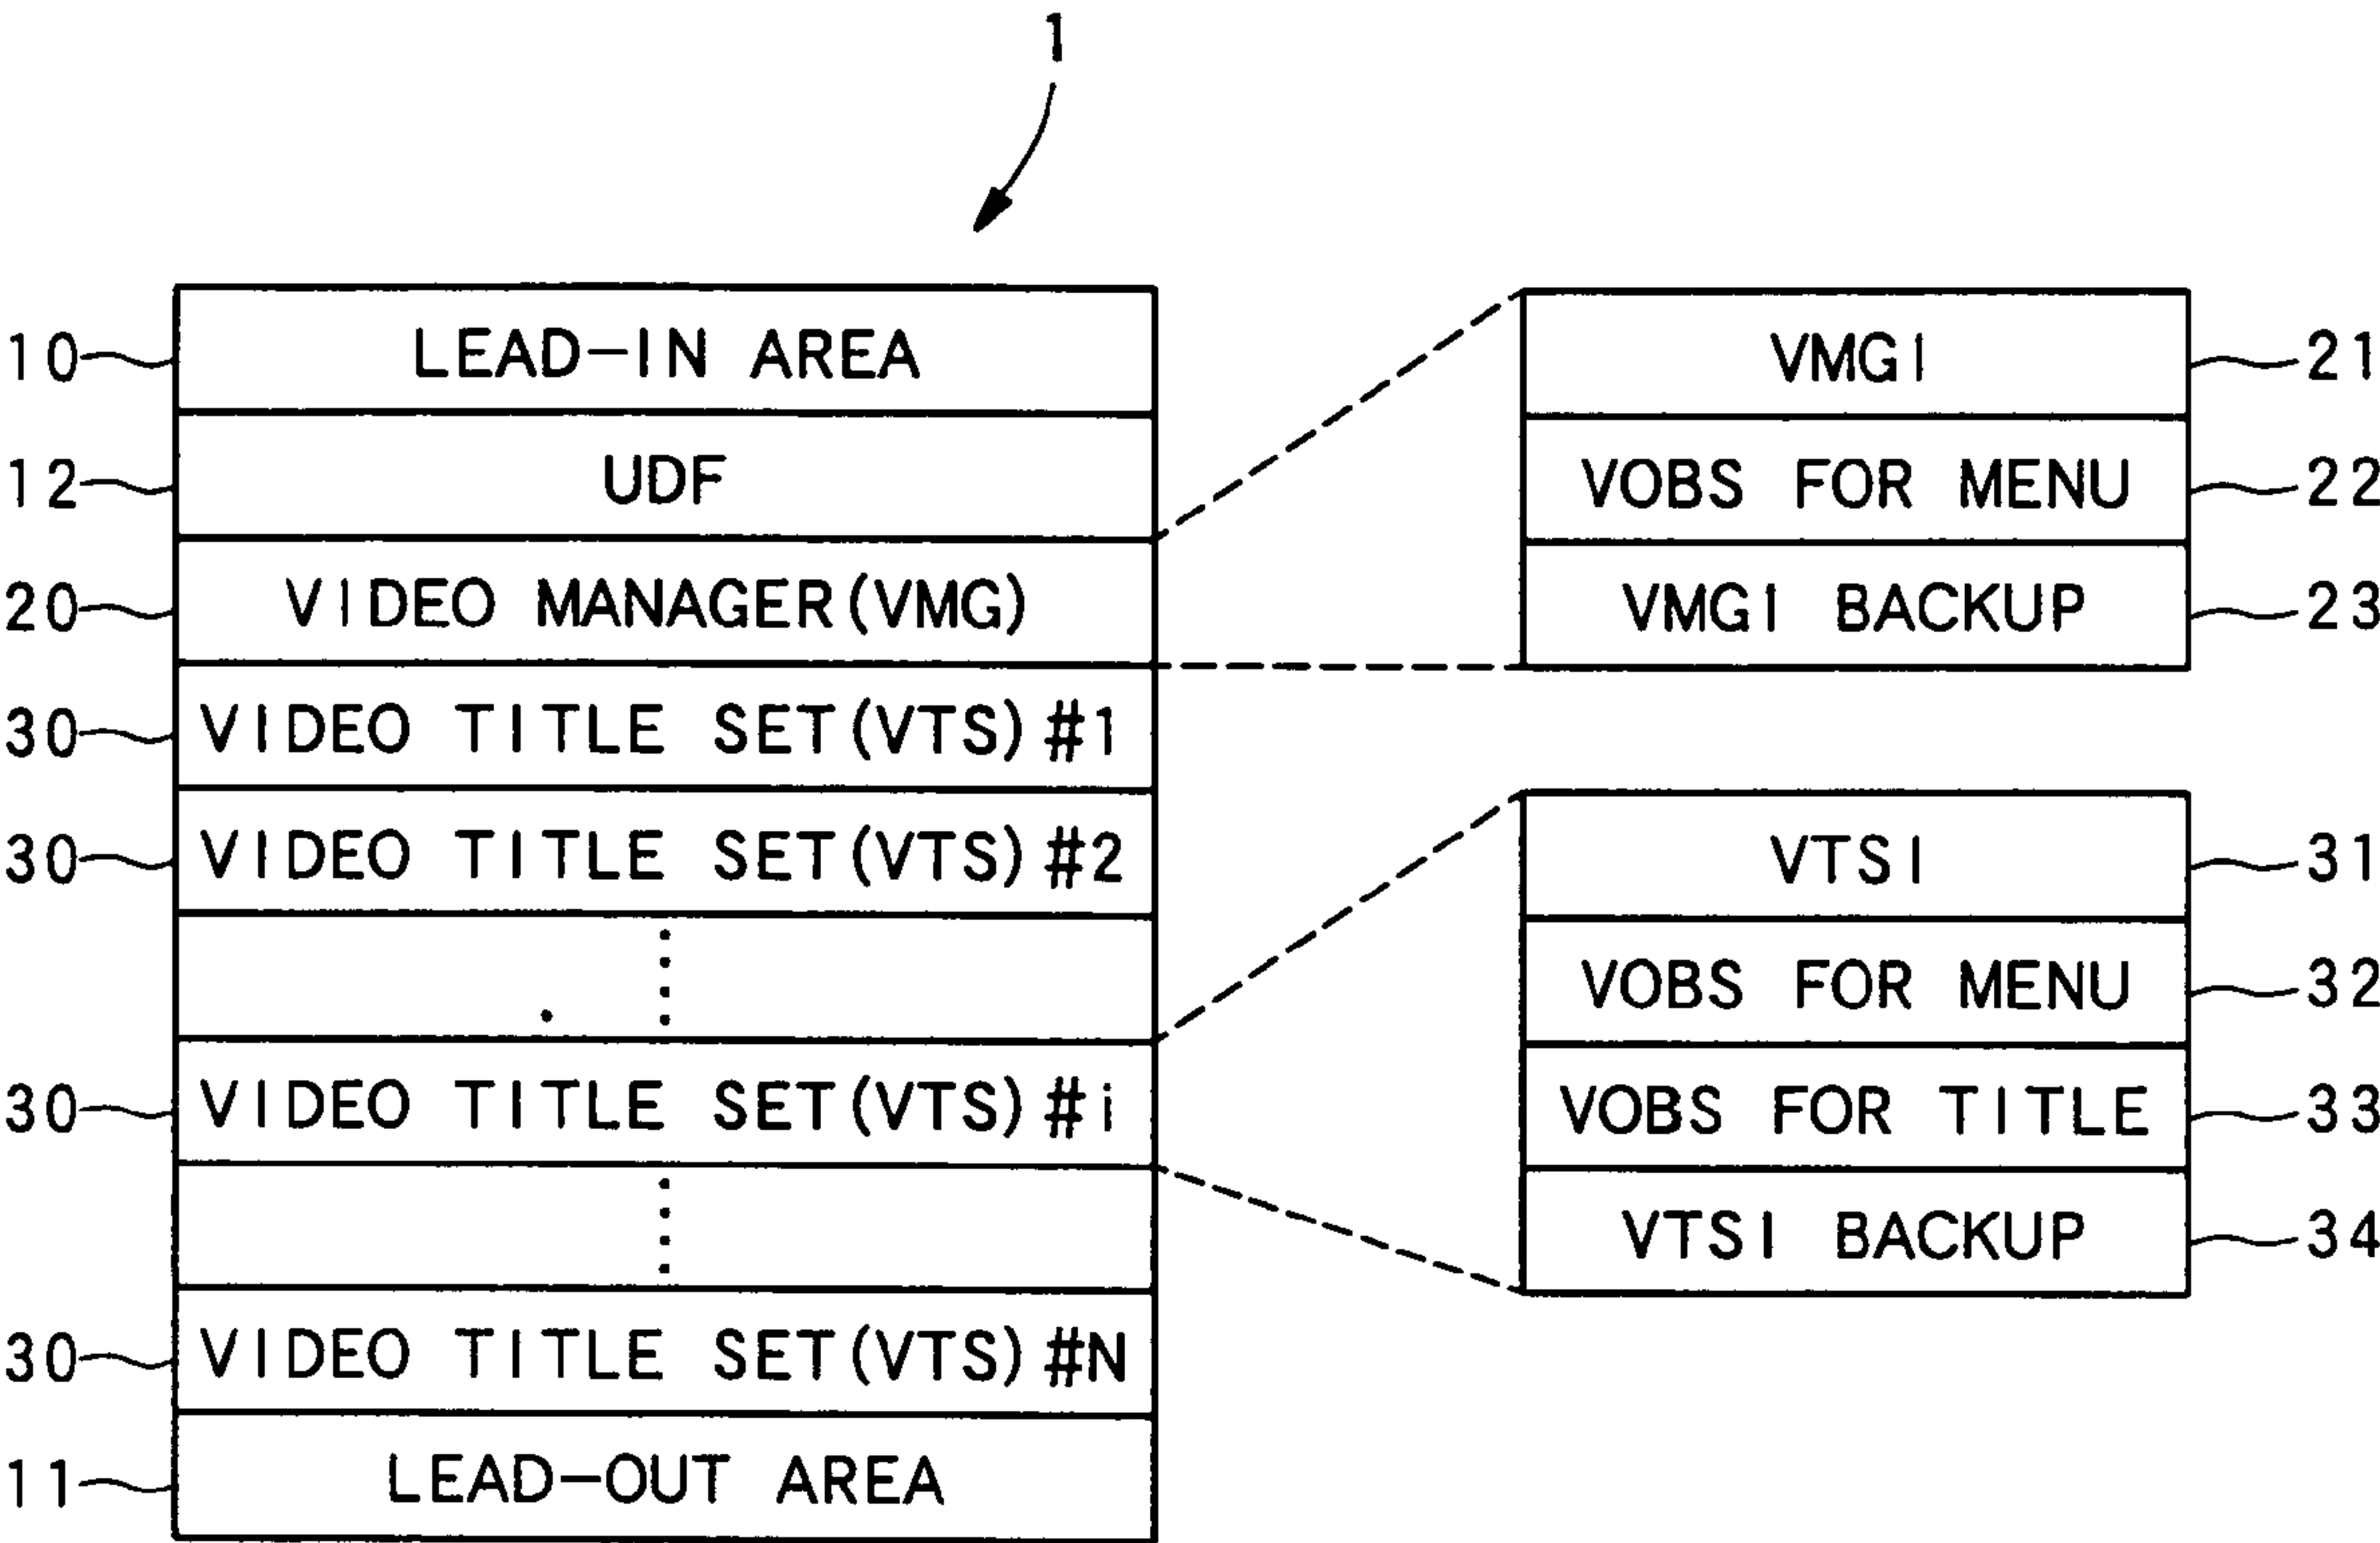 1
10 LEAD-IN AREA
12 UDF
20 VIDEO MANAGER(VMG)
30 VIDEO TITLE SET(VTS)#1
30 VIDEO TITLE SET(VTS)#2
30 VIDEO TITLE SET(VTS)#i
30 VIDEO TITLE SET(VTS)#N
11 LEAD-OUT AREA
VMGI 21
VOBS FOR MENU 22
VMGI BACKUP 23
VTSI 31
VOBS FOR MENU 32
VOBS FOR TITLE 33
VTSI BACKUP 34